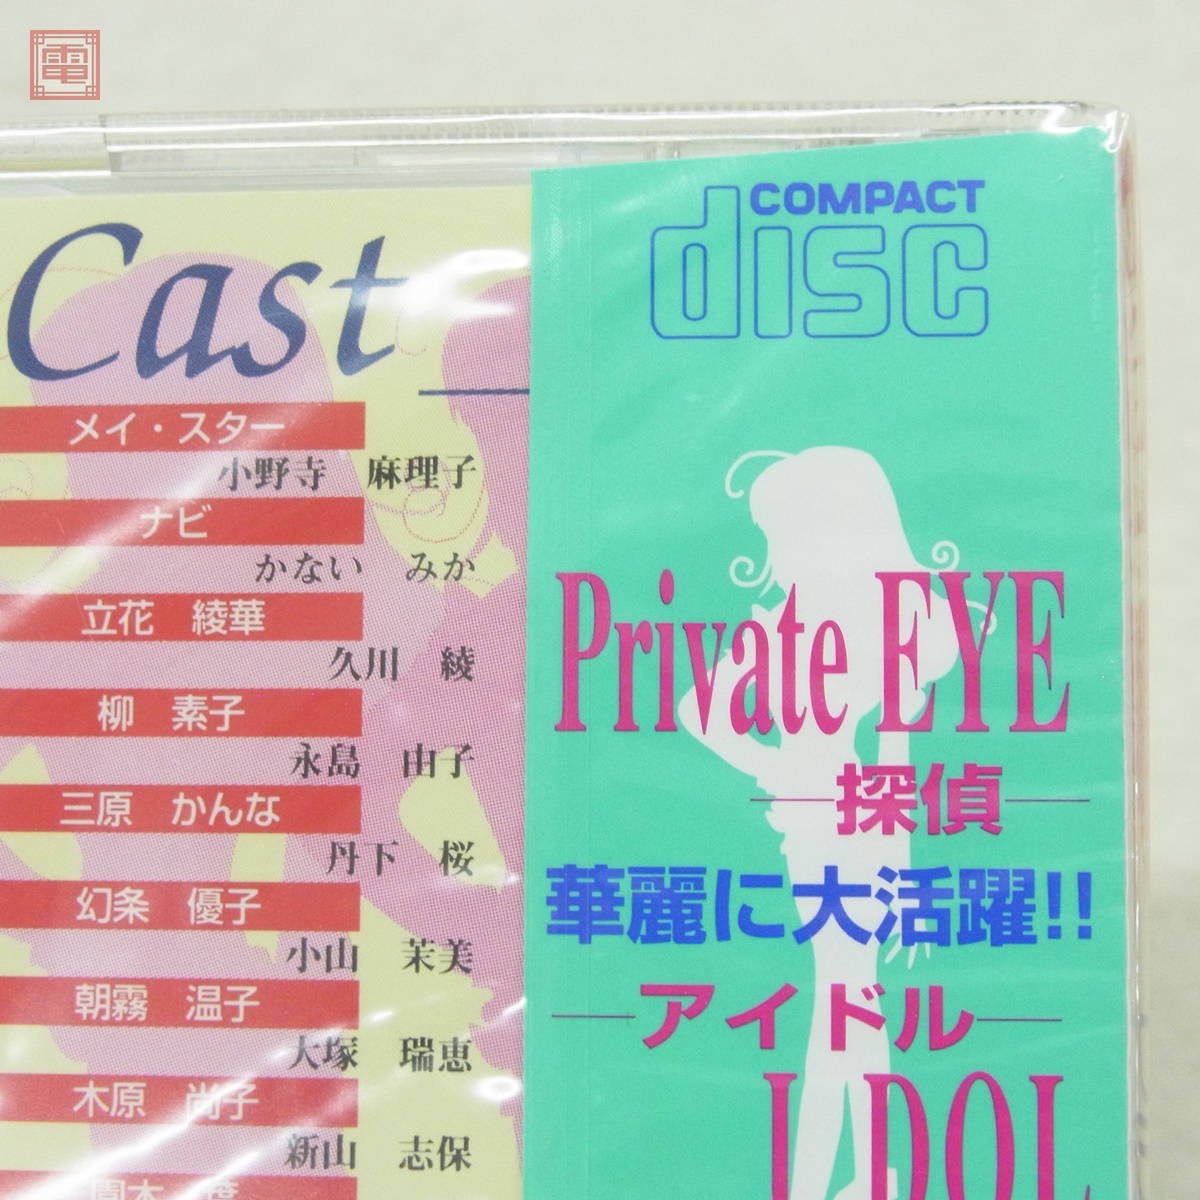 電
Cast
メイ・スター
小野寺　麻理子
ナビ
かない　みか
立花　綾華
久川　綾
柳　素子
永島　由子
三原　かんな
丹下　桜
幻条　優子
小山　茉美
朝霧　温子
大塚　瑞恵
木原　尚子
新山　志保
COMPACT
disc
Private EYE
探偵
華麗に大活躍!!
アイドル
I DOL